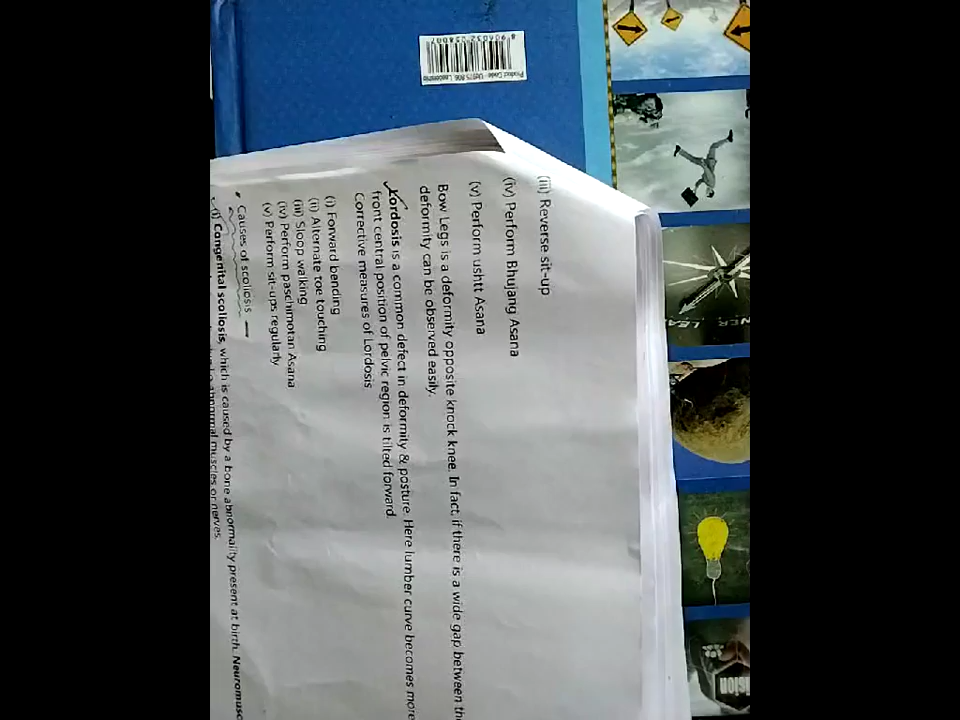 (iii) Reverse sit-up
(iv) Perform Bhujang Asana
(v) Perform ushtt Asana
Bow Legs is a deformity opposite knock knee. In fact, if there is a wide gap between
deformity can be observed easily.
Lordosis is a common defect in deformity & posture. Here lumber curve becomes more
front central position of pelvic region is tilted forward.
Corrective measures of Lordosis
(i) Forward bending
(ii) Alternate toe touching
(iii) Sloop walking
(iv) Perform paschimotan Asana
(v) Perform sit-ups regularly
• Causes of scoliosis
(i) Congenital scoliosis, which is caused by a bone abnormality present at birth.
abnormal muscles or nerves.